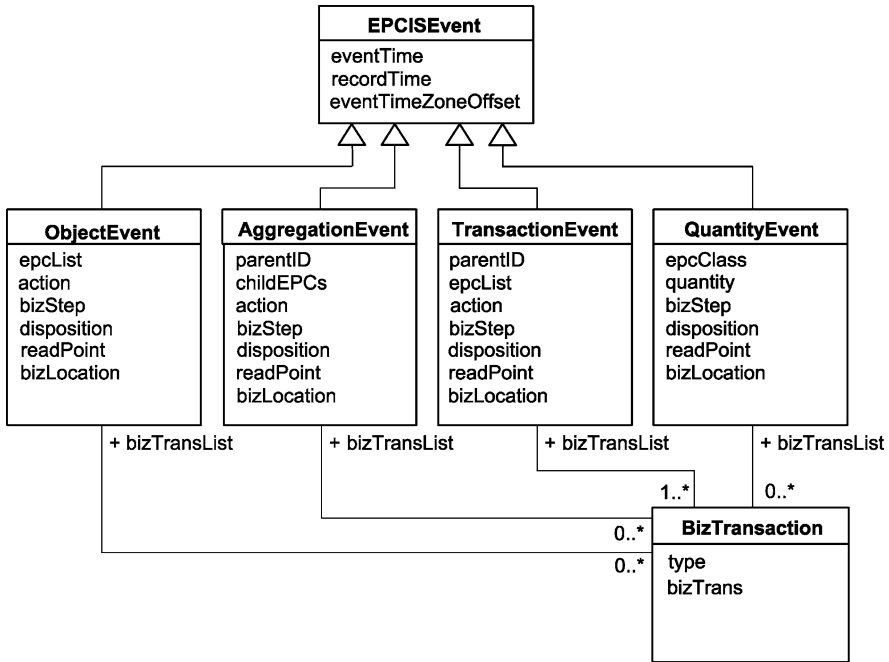 EPCISEvent
eventTime
recordTime
eventTimeZoneOffset
ObjectEvent
epcList
action
bizStep
disposition
readPoint
bizLocation
AggregationEvent
parentID
childEPCs
action
bizStep
disposition
readPoint
bizLocation
TransactionEvent
parentID
epcList
action
bizStep
disposition
readPoint
bizLocation
QuantityEvent
epcClass
quantity
bizStep
disposition
readPoint
bizLocation
+ bizTransList
+ bizTransList
+ bizTransList
+ bizTransList
1..*
0..*
0..*
0..*
BizTransaction
type
bizTrans